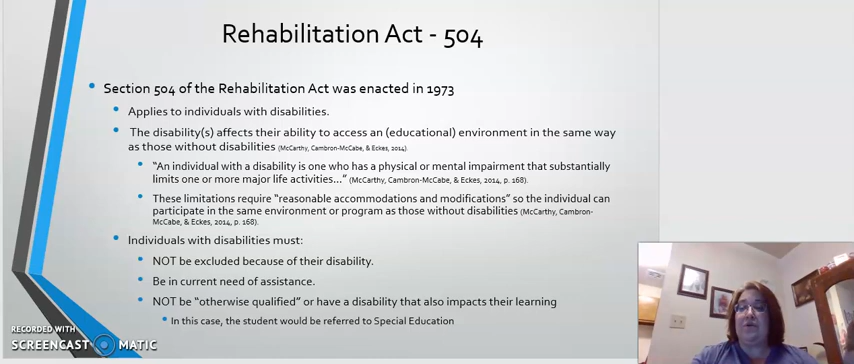 Rehabilitation Act - 504
Section 504 of the Rehabilitation Act was enacted in 1973
Applies to individuals with disabilities.
The disability(s) affects their ability to access an (educational) environment in the same way
as those without disabilities (McCarthy, Cambron-McCabe, & Eckes, 2014).
“An individual with a disability is one who has a physical or mental impairment that substantially
limits one or more major life activities…” (McCarthy, Cambron-McCabe, & Eckes, 2014, p. 168).
These limitations require “reasonable accommodations and modifications” so the individual can
participate in the same environment or program as those without disabilities (McCarthy, Cambron-
McCabe, & Eckes, 2014, p. 168).
Individuals with disabilities must:
NOT be excluded because of their disability.
Be in current need of assistance.
NOT be “otherwise qualified” or have a disability that also impacts their learning
In this case, the student would be referred to Special Education
RECORDED WITH
SCREENCAST MATIC